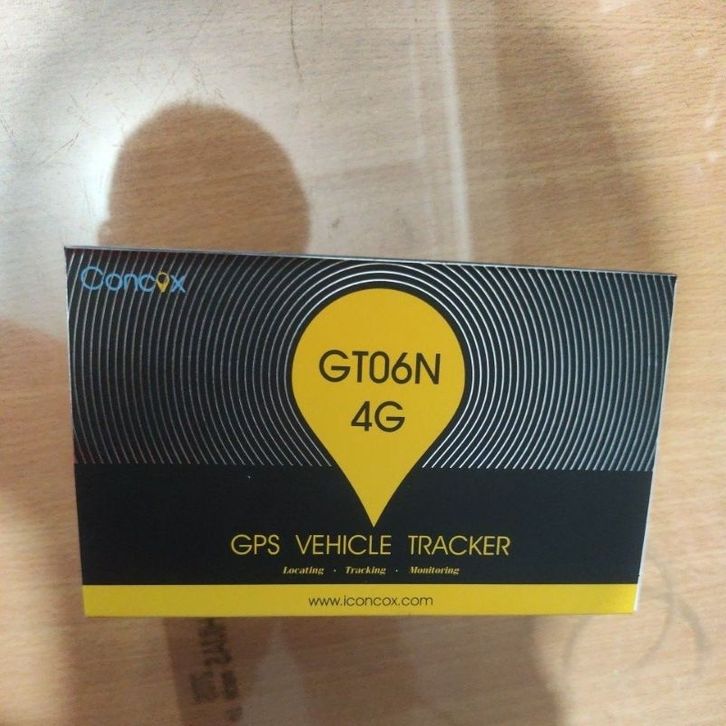 Concox
GT06N
4G
GPS VEHICLE TRACKER
Locating · Tracking · Monitoring
www.iconcox.com